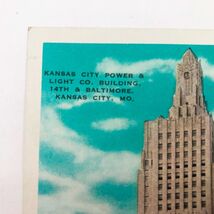 KANSAS CITY POWER &
LIGHT CO. BUILDING,
14TH & BALTIMORE.
KANSAS CITY, MO.